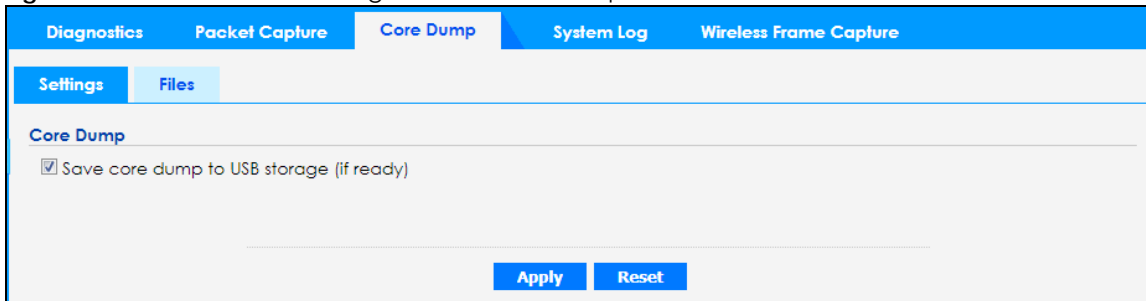 Diagnostics Packet Capture Core Dump System Log Wireless Frame Capture
Settings Files
Core Dump
Save core dump to USB storage (if ready)
Apply Reset